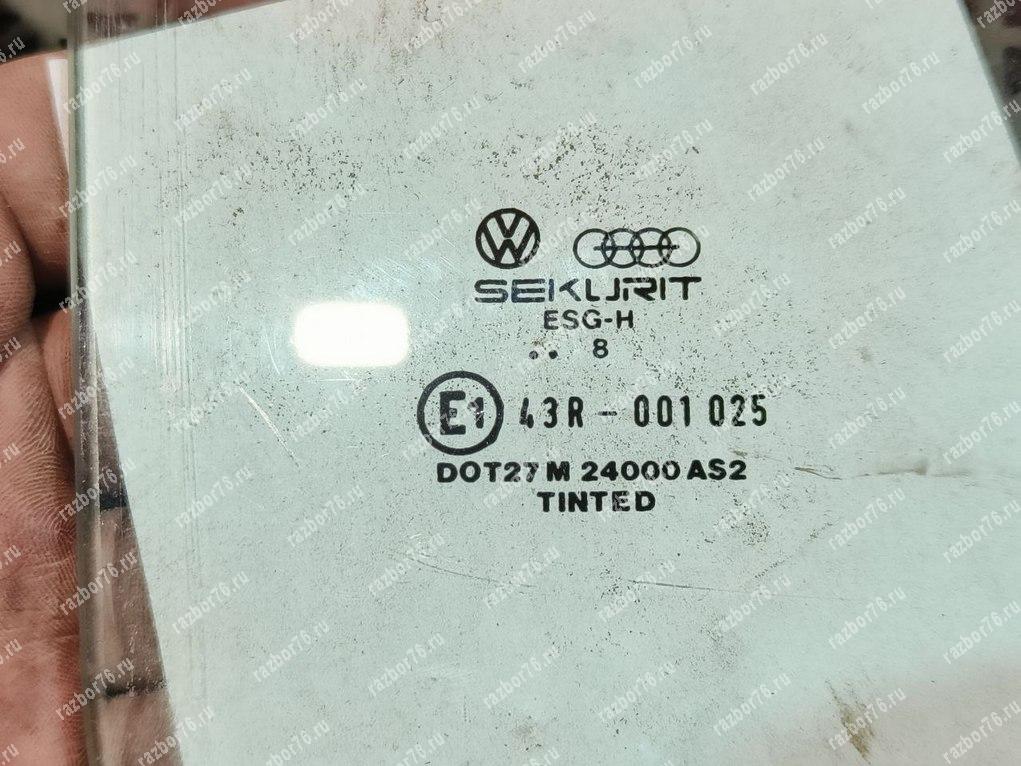 SEKURIT
ESG-H
.. 8
E1 43R - 001 025
DOT27 M 24000 AS2
TINTED
razbor76.ru